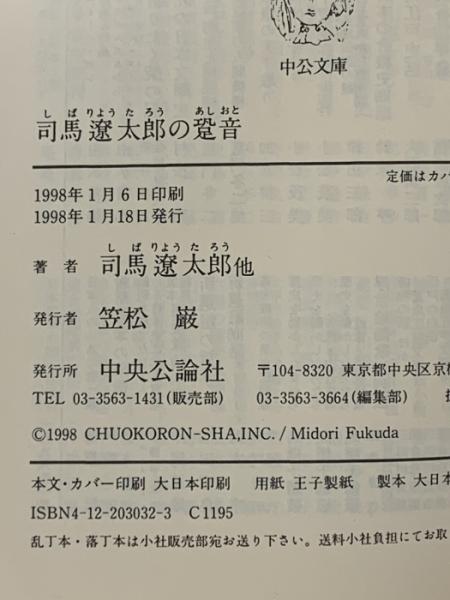 中公文庫
しばりようたろう あしおと
司馬遼太郎の跫音
定価はカバ
1998年1月6日印刷
1998年1月18日発行
しばりようたろう
著者 司馬遼太郎他
発行者 笠松 巌
発行所 中央公論社 〒104-8320 東京都中央区京橋
TEL 03-3563-1431(販売部) 03-3563-3664(編集部)
©1998 CHUOKORON-SHA,INC. / Midori Fukuda
本文・カバー印刷 大日本印刷 用紙 王子製紙 製本 大日本
ISBN4-12-203032-3 C1195
乱丁本・落丁本は小社販売部宛お送り下さい。送料小社負担にてお取